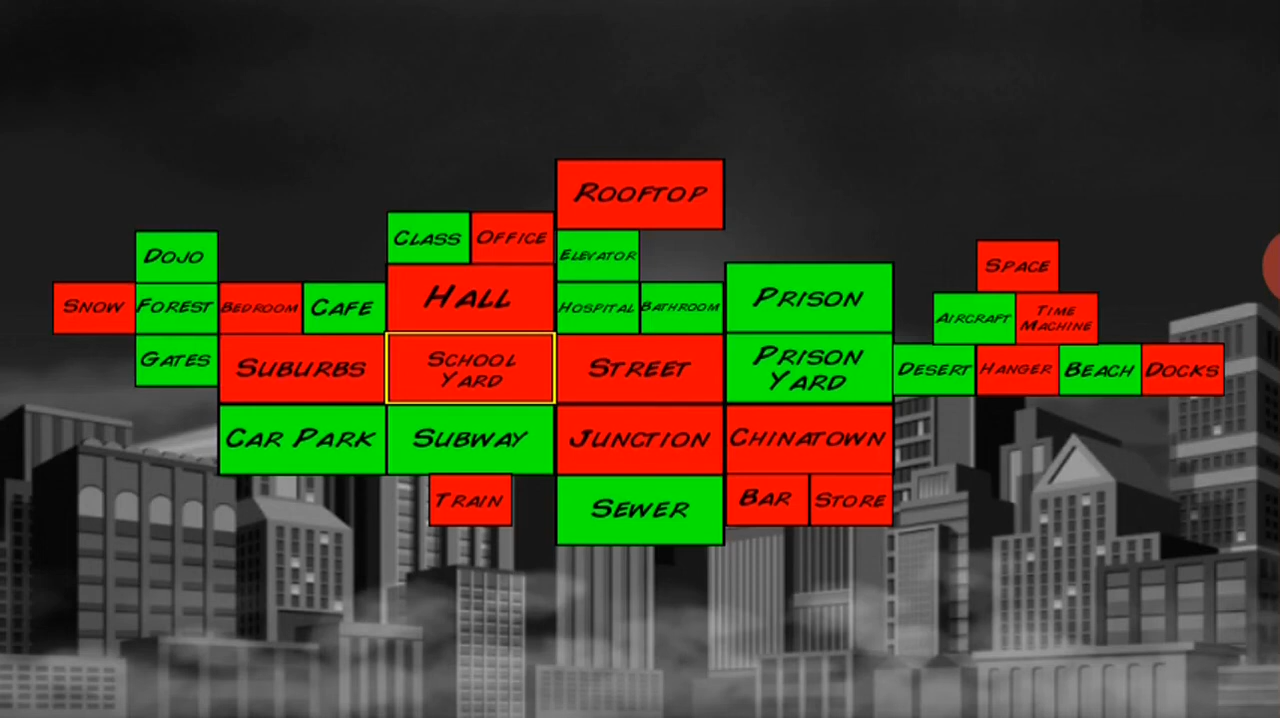 ROOFTOP
CLASS
OFFICE
ELEVATOR
DOJO
SPACE
SNOW
FOREST
BEDROOM
CAFE
HALL
HOSPITAL
BATHROOM
PRISON
AIRCRAFT
TIME
MACHINE
GATES
SUBURBS
SCHOOL
YARD
STREET
PRISON
YARD
DESERT
HANGER
BEACH
DOCKS
CAR PARK
SUBWAY
JUNCTION
CHINATOWN
TRAIN
SEWER
BAR
STORE